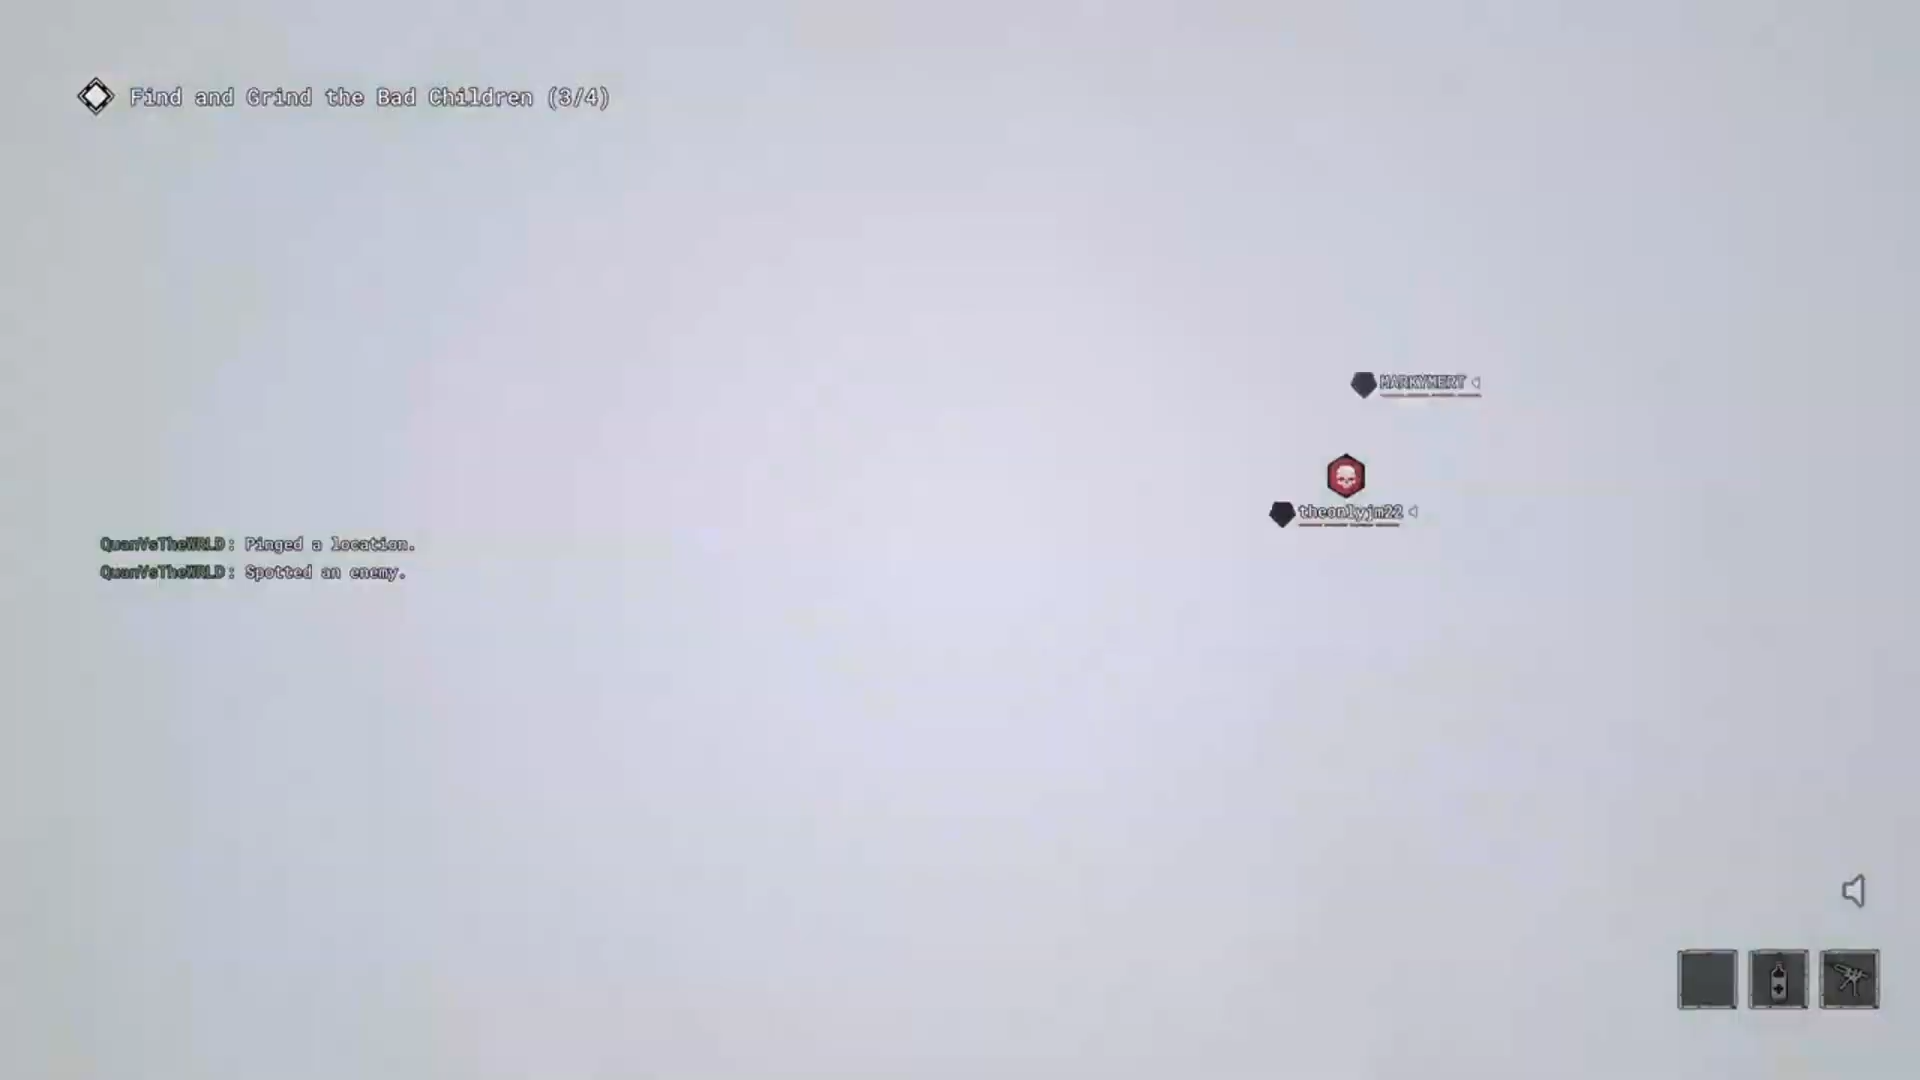 Find and Grind the Bad Children (3/4)
MARKYMERT
theonlyjm22
QuanVsTheWRLD: Pinged a location.
QuanVsTheWRLD: Spotted an enemy.